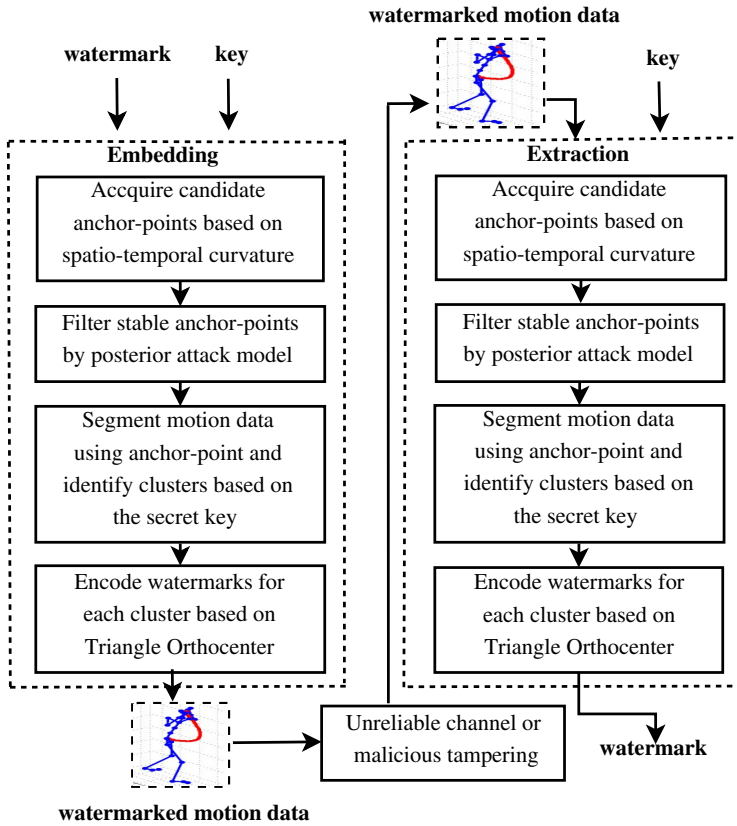 watermark
key
Embedding
Accquire candidate
anchor-points based on
spatio-temporal curvature
Filter stable anchor-points
by posterior attack model
Segment motion data
using anchor-point and
identify clusters based on
the secret key
Encode watermarks for
each cluster based on
Triangle Orthocenter
watermarked motion data
Unreliable channel or
malicious tampering
watermarked motion data
key
Extraction
Accquire candidate
anchor-points based on
spatio-temporal curvature
Filter stable anchor-points
by posterior attack model
Segment motion data
using anchor-point and
identify clusters based on
the secret key
Encode watermarks for
each cluster based on
Triangle Orthocenter
watermark